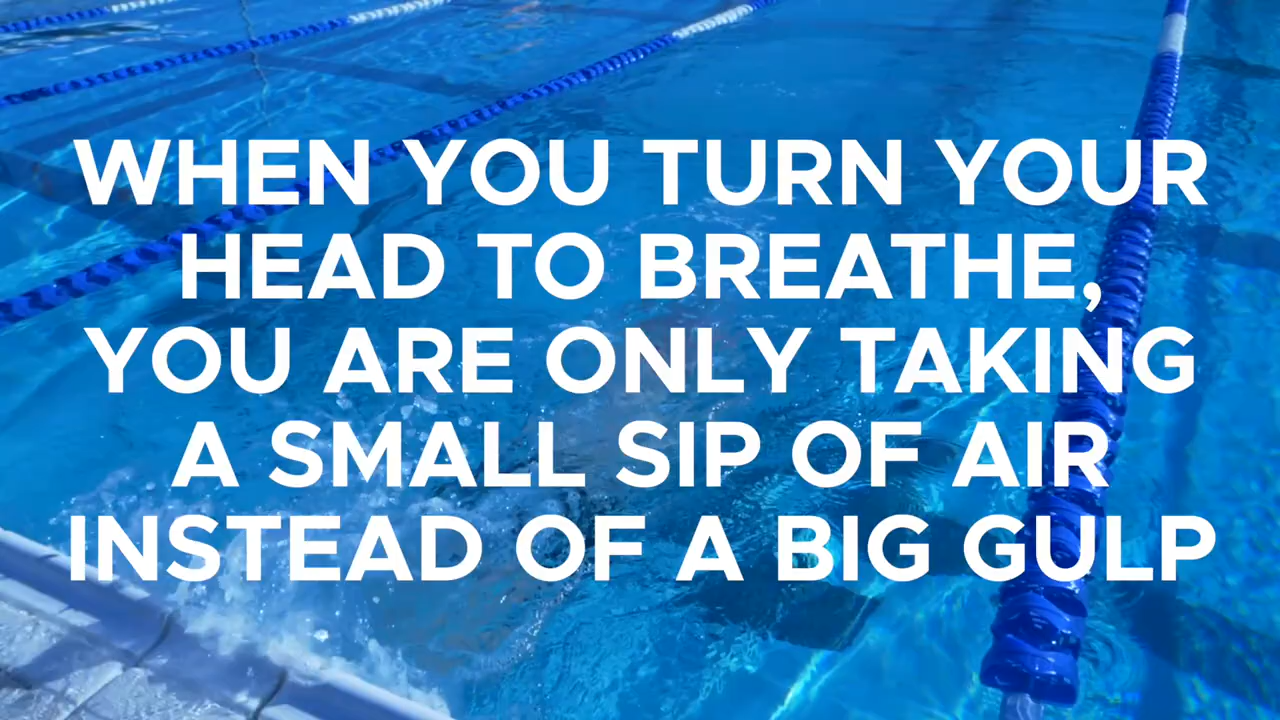 WHEN YOU TURN YOUR
HEAD TO BREATHE,
YOU ARE ONLY TAKING
A SMALL SIP OF AIR
INSTEAD OF A BIG GULP